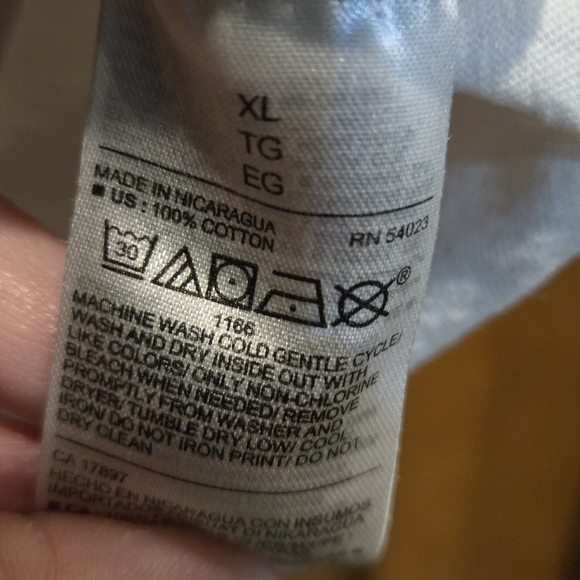 XL
TG
EG
MADE IN NICARAGUA
US : 100% COTTON
RN 54023
30
®
1166
MACHINE WASH COLD GENTLE CYCLE/
WASH AND DRY INSIDE OUT WITH
LIKE COLORS/ ONLY NON-CHLORINE
BLEACH WHEN NEEDED/ REMOVE
PROMPTLY FROM WASHER AND
DRYER/ TUMBLE DRY LOW/ COOL
IRON/ DO NOT IRON PRINT/ DO NOT
DRY CLEAN
CA 17897
HECHO EN NICARAGUA CON INSUMOS
DI NIKARAGUA